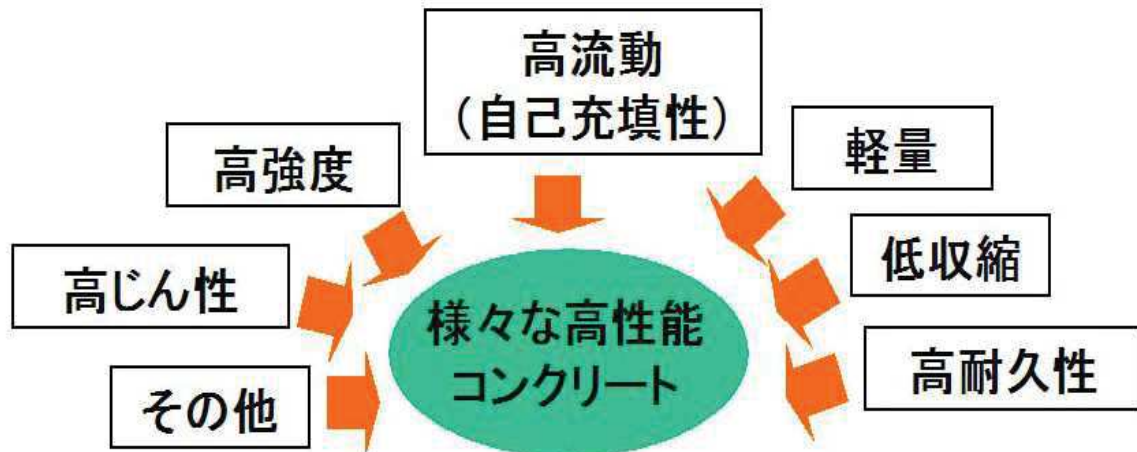 高流動
（自己充填性）
高強度
軽量
高じん性
低収縮
様々な高性能
コンクリート
その他
高耐久性